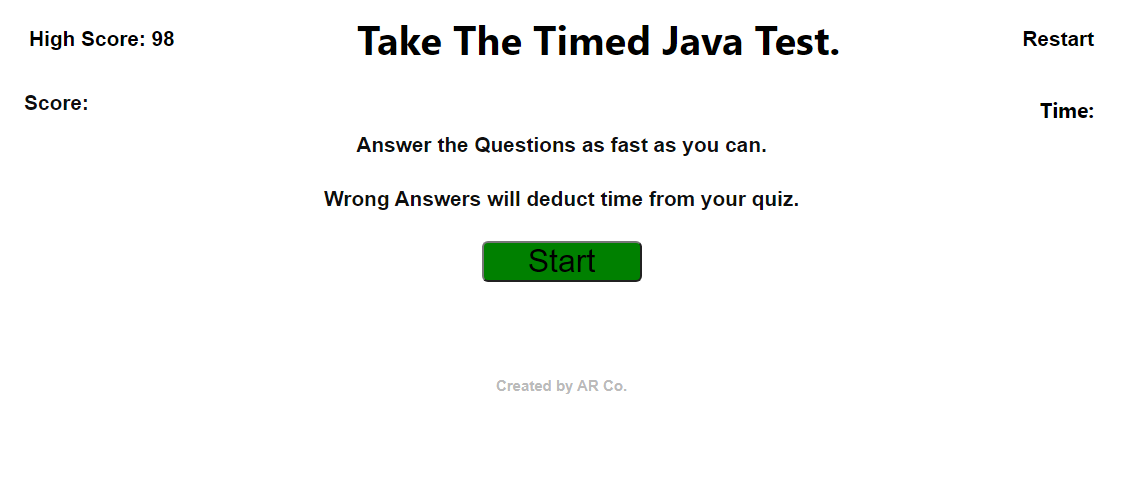 High Score: 98
Take The Timed Java Test.
Restart
Score:
Time:
Answer the Questions as fast as you can.
Wrong Answers will deduct time from your quiz.
Start
Created by AR Co.